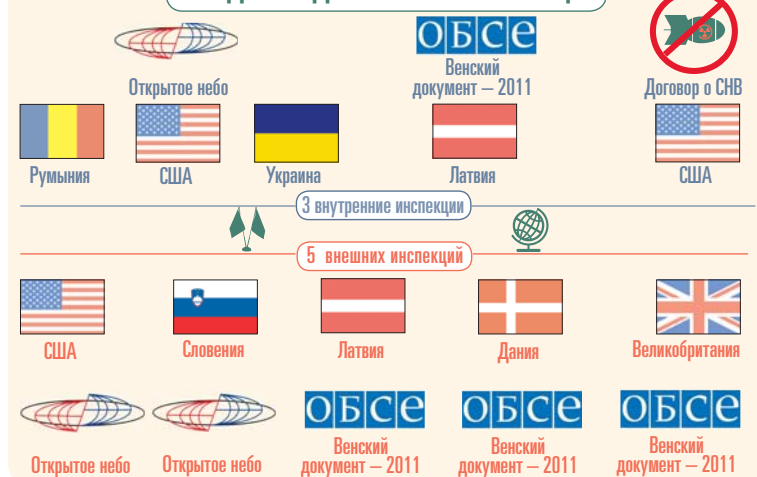 ОБСЕ
Открытое небо
Венский
документ – 2011
Договор о СНВ
Румыния
США
Украина
Латвия
США
3 внутренние инспекции
5 внешних инспекций
США
Словения
Латвия
Дания
Великобритания
ОБСЕ
ОБСЕ
ОБСЕ
Открытое небо
Открытое небо
Венский
документ – 2011
Венский
документ – 2011
Венский
документ – 2011